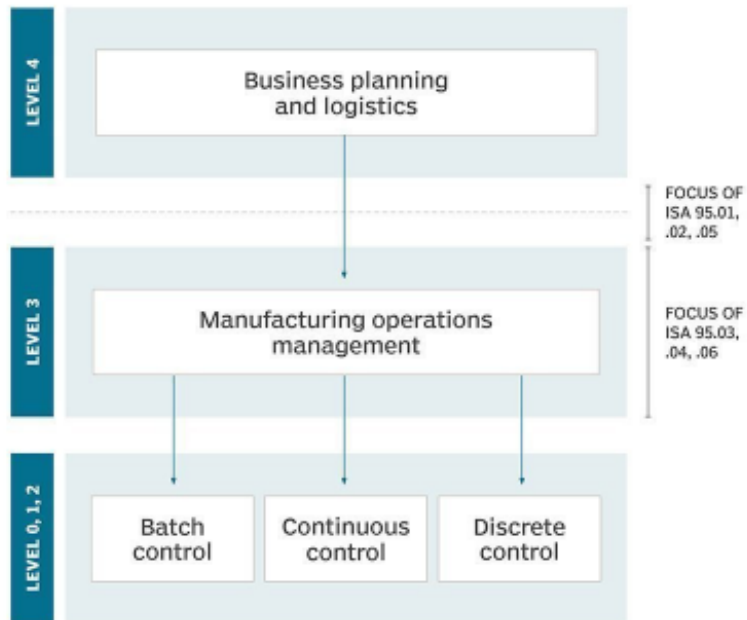 LEVEL 4
Business planning
and logistics
FOCUS OF
ISA 95.01,
.02, .05
LEVEL 3
Manufacturing operations
management
FOCUS OF
ISA 95.03,
.04, .06
LEVEL 0, 1, 2
Batch
control
Continuous
control
Discrete
control